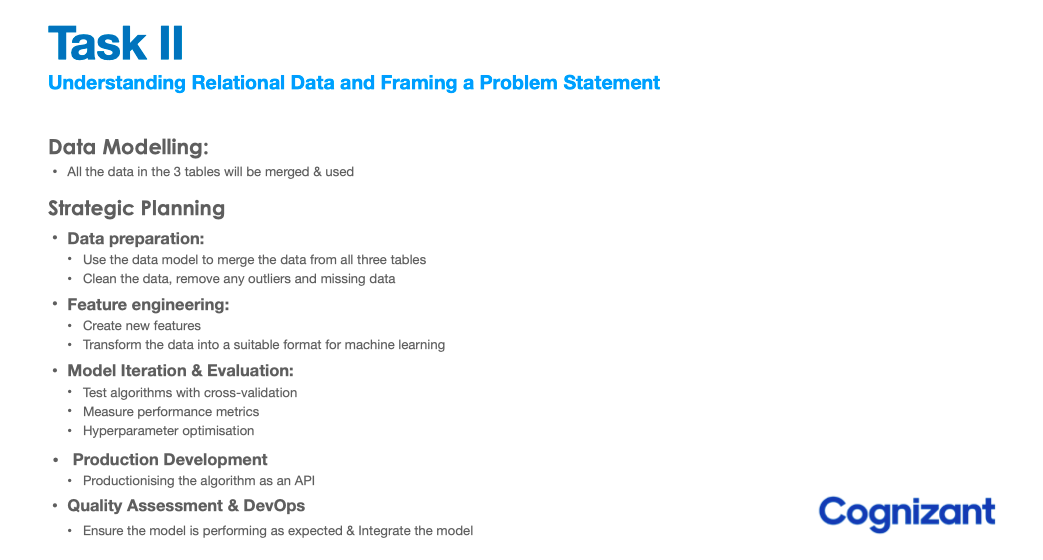 Task II
Understanding Relational Data and Framing a Problem Statement
Data Modelling:
• All the data in the 3 tables will be merged & used
Strategic Planning
• Data preparation:
• Use the data model to merge the data from all three tables
• Clean the data, remove any outliers and missing data
• Feature engineering:
• Create new features
• Transform the data into a suitable format for machine learning
• Model Iteration & Evaluation:
• Test algorithms with cross-validation
• Measure performance metrics
• Hyperparameter optimisation
• Production Development
• Productionising the algorithm as an API
• Quality Assessment & DevOps
• Ensure the model is performing as expected & Integrate the model
Cognizant